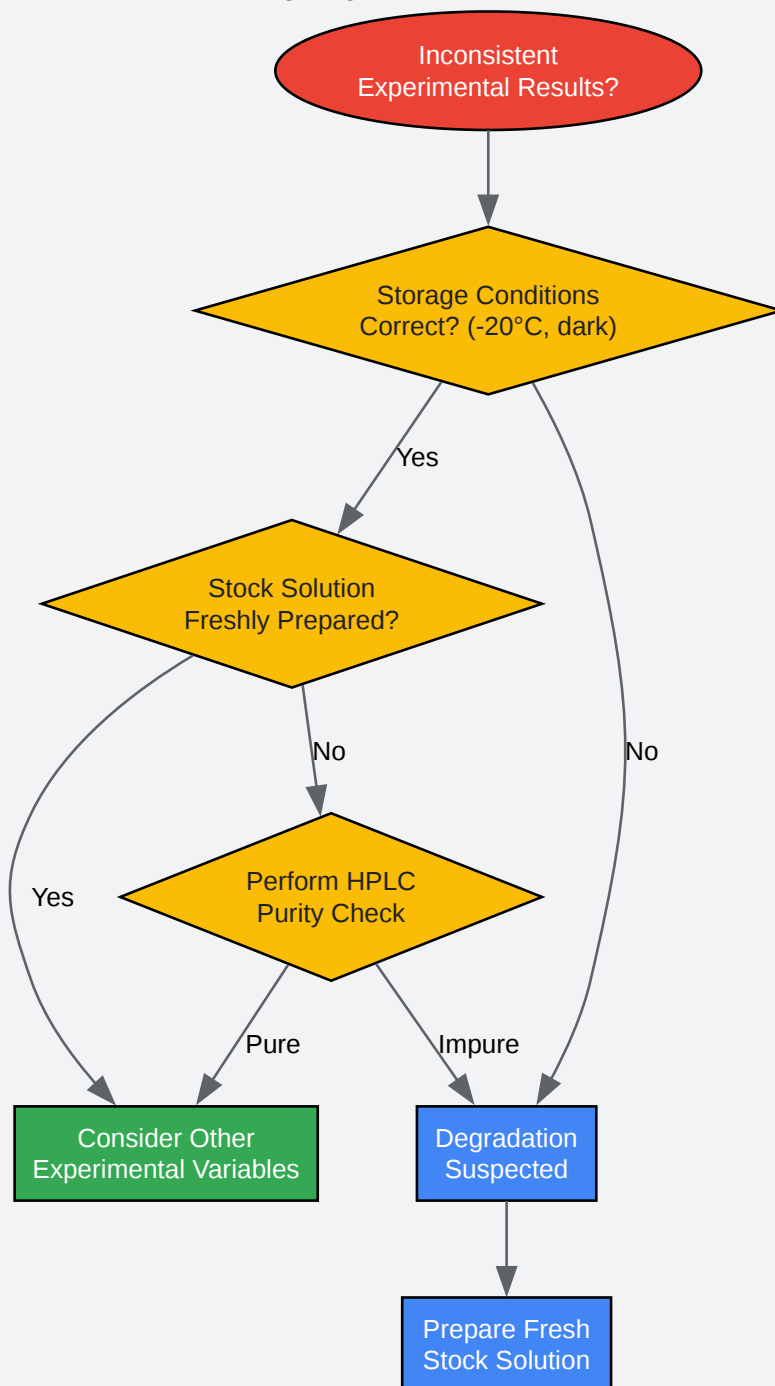 Inconsistent
Experimental Results?
Storage Conditions
Correct? (-20°C, dark)
Yes
Stock Solution
Freshly Prepared?
No
No
Perform HPLC
Purity Check
Yes
Pure
Impure
Consider Other
Experimental Variables
Degradation
Suspected
Prepare Fresh
Stock Solution